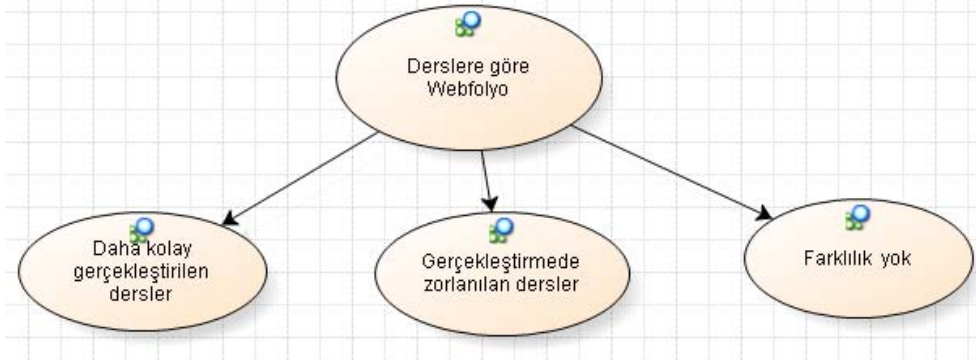 Derslere göre
Webfolyo
Daha kolay
gerçekleştirilen
dersler
Gerçekleştirmede
zorlanılan dersler
Farklılık yok